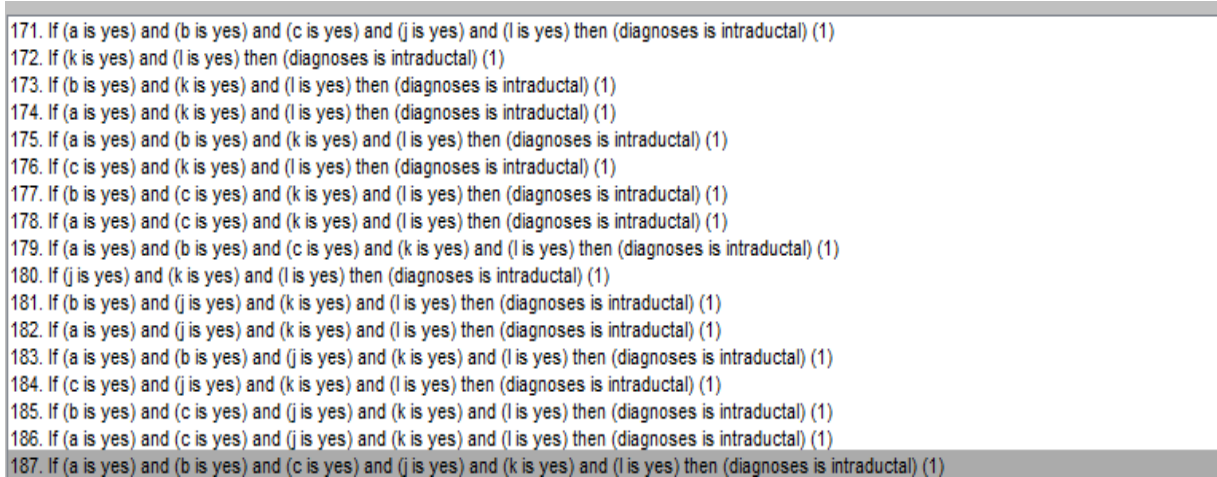 171. If (a is yes) and (b is yes) and (c is yes) and (j is yes) and (l is yes) then (diagnoses is intraductal) (1)
172. If (k is yes) and (l is yes) then (diagnoses is intraductal) (1)
173. If (b is yes) and (k is yes) and (l is yes) then (diagnoses is intraductal) (1)
174. If (a is yes) and (k is yes) and (l is yes) then (diagnoses is intraductal) (1)
175. If (a is yes) and (b is yes) and (k is yes) and (l is yes) then (diagnoses is intraductal) (1)
176. If (c is yes) and (k is yes) and (l is yes) then (diagnoses is intraductal) (1)
177. If (b is yes) and (c is yes) and (k is yes) and (l is yes) then (diagnoses is intraductal) (1)
178. If (a is yes) and (c is yes) and (k is yes) and (l is yes) then (diagnoses is intraductal) (1)
179. If (a is yes) and (b is yes) and (c is yes) and (k is yes) and (l is yes) then (diagnoses is intraductal) (1)
180. If (j is yes) and (k is yes) and (l is yes) then (diagnoses is intraductal) (1)
181. If (b is yes) and (j is yes) and (k is yes) and (l is yes) then (diagnoses is intraductal) (1)
182. If (a is yes) and (j is yes) and (k is yes) and (l is yes) then (diagnoses is intraductal) (1)
183. If (a is yes) and (b is yes) and (j is yes) and (k is yes) and (l is yes) then (diagnoses is intraductal) (1)
184. If (c is yes) and (j is yes) and (k is yes) and (l is yes) then (diagnoses is intraductal) (1)
185. If (b is yes) and (c is yes) and (j is yes) and (k is yes) and (l is yes) then (diagnoses is intraductal) (1)
186. If (a is yes) and (c is yes) and (j is yes) and (k is yes) and (l is yes) then (diagnoses is intraductal) (1)
187. If (a is yes) and (b is yes) and (c is yes) and (j is yes) and (k is yes) and (l is yes) then (diagnoses is intraductal) (1)